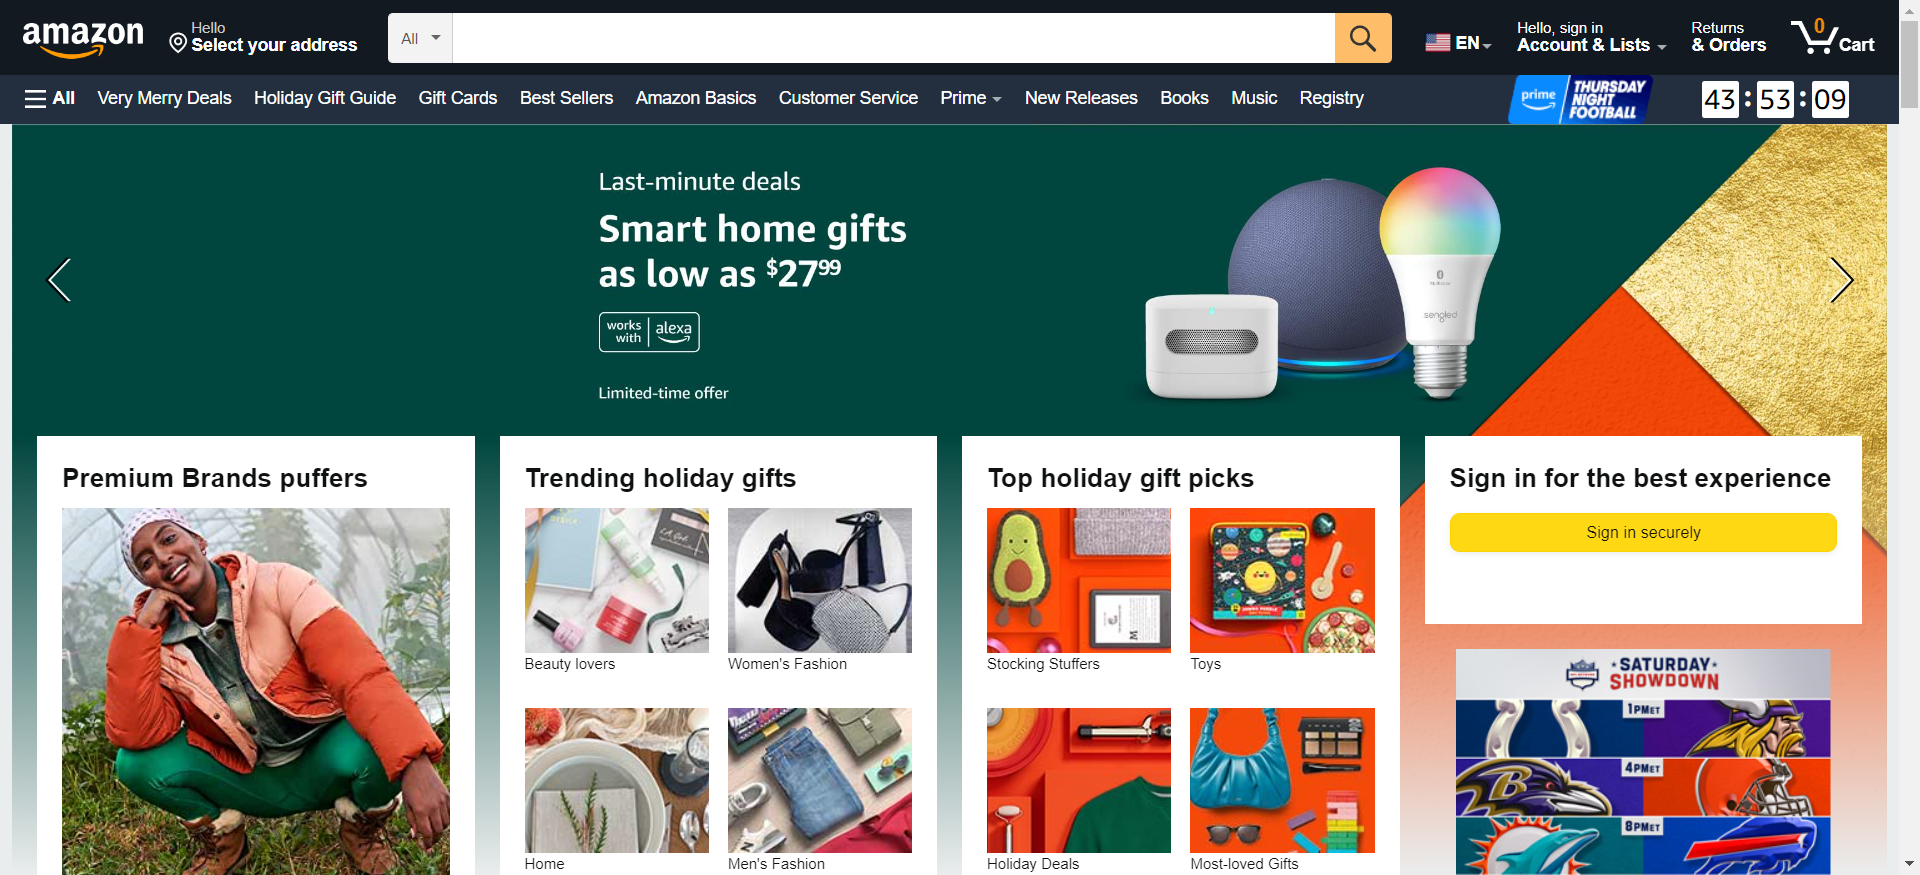 amazon
Hello
Select your address
All
EN
Hello, sign in
Account & Lists
Returns
& Orders
0
Cart
All
Very Merry Deals
Holiday Gift Guide
Gift Cards
Best Sellers
Amazon Basics
Customer Service
Prime
New Releases
Books
Music
Registry
prime
THURSDAY
NIGHT
FOOTBALL
43 : 53 : 09
Last-minute deals
Smart home gifts
as low as $2799
works
with
alexa
Limited-time offer
sengled
Premium Brands puffers
Trending holiday gifts
Beauty lovers
Women's Fashion
Home
Men's Fashion
Top holiday gift picks
Stocking Stuffers
Toys
Holiday Deals
Most-loved Gifts
Sign in for the best experience
Sign in securely
SATURDAY
SHOWDOWN
1PMET
4PMET
8PMET